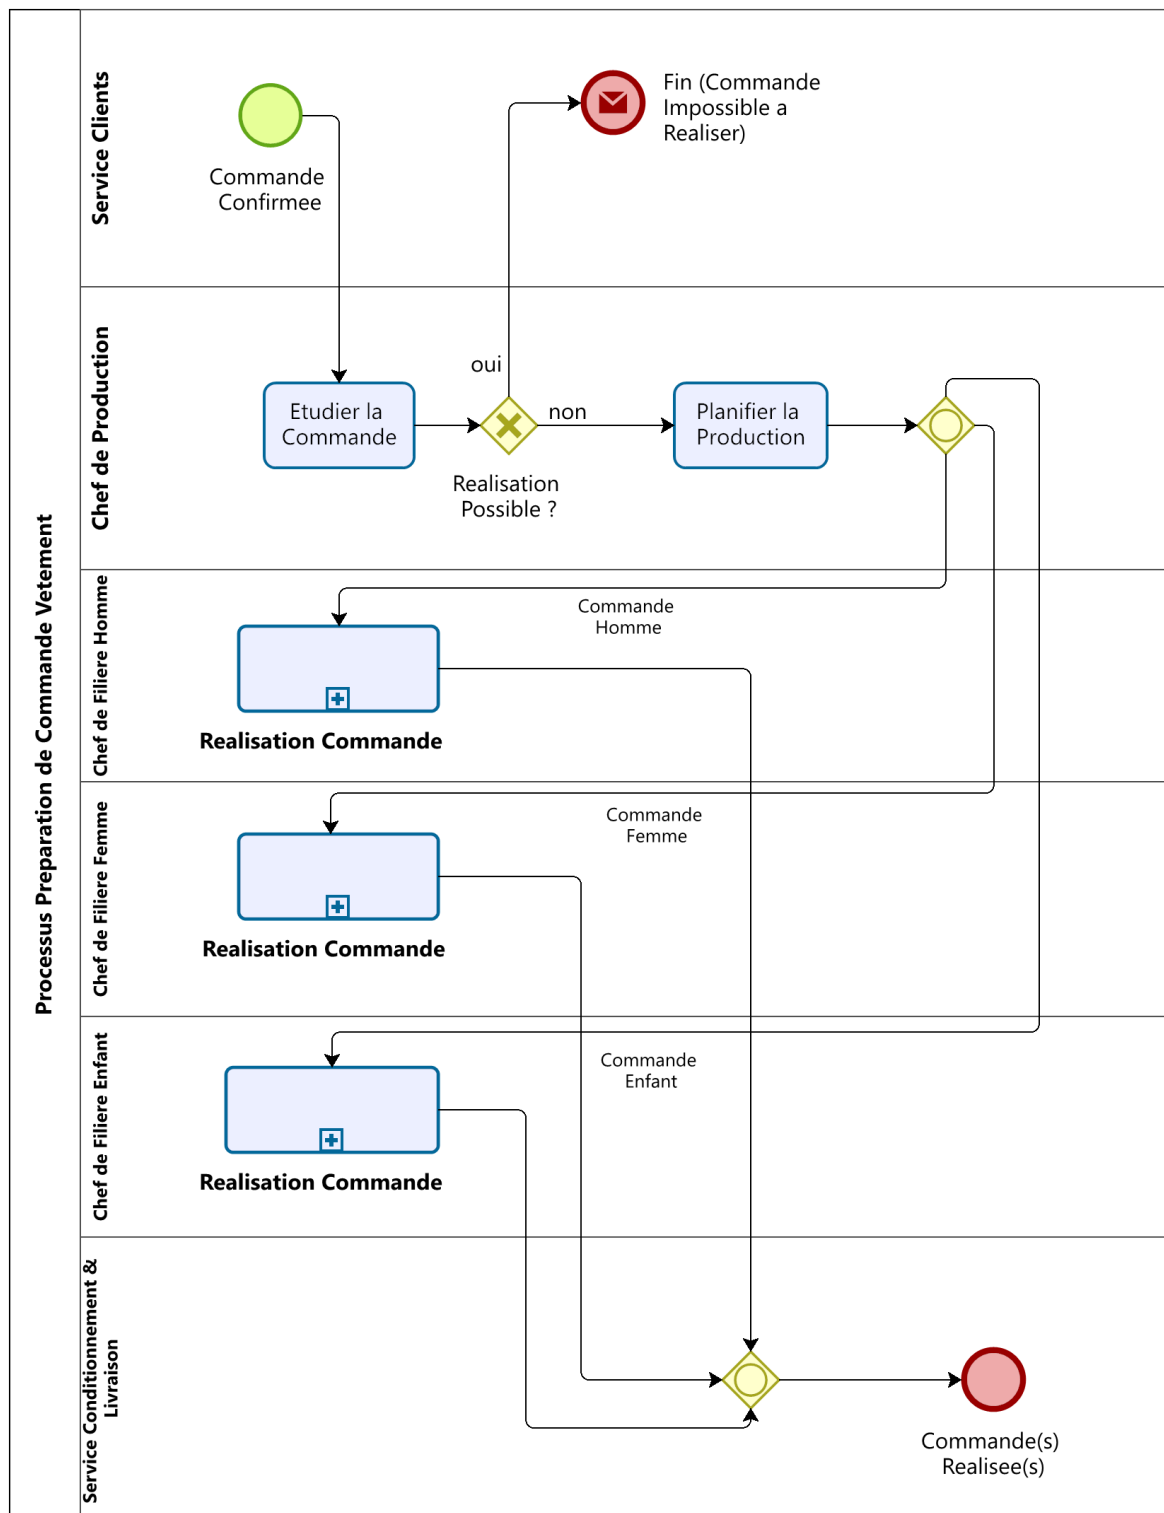 Processus Preparation de Commande Vetement
Service Clients
Commande
Confirmee
Fin (Commande
Impossible a
Realiser)
Chef de Production
Etudier la
Commande
oui
non
Realisation
Possible ?
Planifier la
Production
Chef de Filiere Homme
Commande
Homme
Realisation Commande
Chef de Filiere Femme
Commande
Femme
Realisation Commande
Chef de Filiere Enfant
Commande
Enfant
Realisation Commande
Service Conditionnement &
Livraison
Commande(s)
Realisee(s)